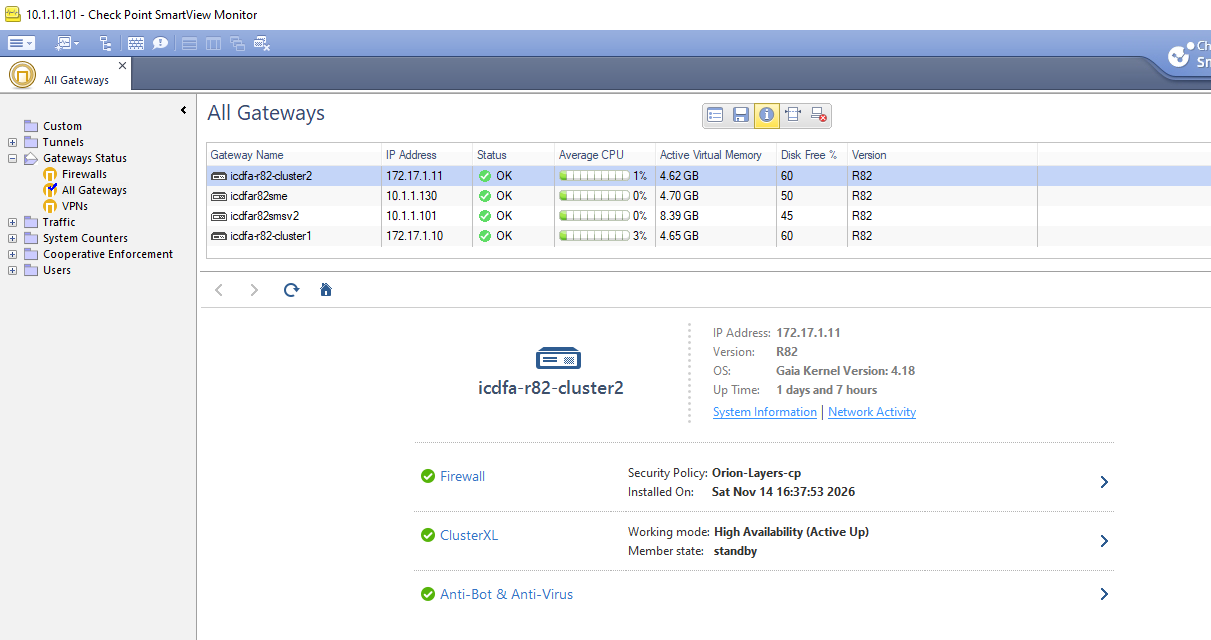 10.1.1.101 - Check Point SmartView Monitor
Ch
Sm
All Gateways
Custom
Tunnels
Gateways Status
Firewalls
All Gateways
VPNs
Traffic
System Counters
Cooperative Enforcement
Users
All Gateways
Gateway Name IP Address Status Average CPU Active Virtual Memory Disk Free % Version
icdfa-r82-cluster2 172.17.1.11 OK 1% 4.62 GB 60 R82
icdfar82sme 10.1.1.130 OK 0% 4.70 GB 50 R82
icdfar82smsv2 10.1.1.101 OK 0% 8.39 GB 45 R82
icdfa-r82-cluster1 172.17.1.10 OK 3% 4.65 GB 60 R82
icdfa-r82-cluster2
IP Address: 172.17.1.11
Version: R82
OS: Gaia Kernel Version: 4.18
Up Time: 1 days and 7 hours
System Information | Network Activity
Firewall
Security Policy: Orion-Layers-cp
Installed On: Sat Nov 14 16:37:53 2026
ClusterXL
Working mode: High Availability (Active Up)
Member state: standby
Anti-Bot & Anti-Virus